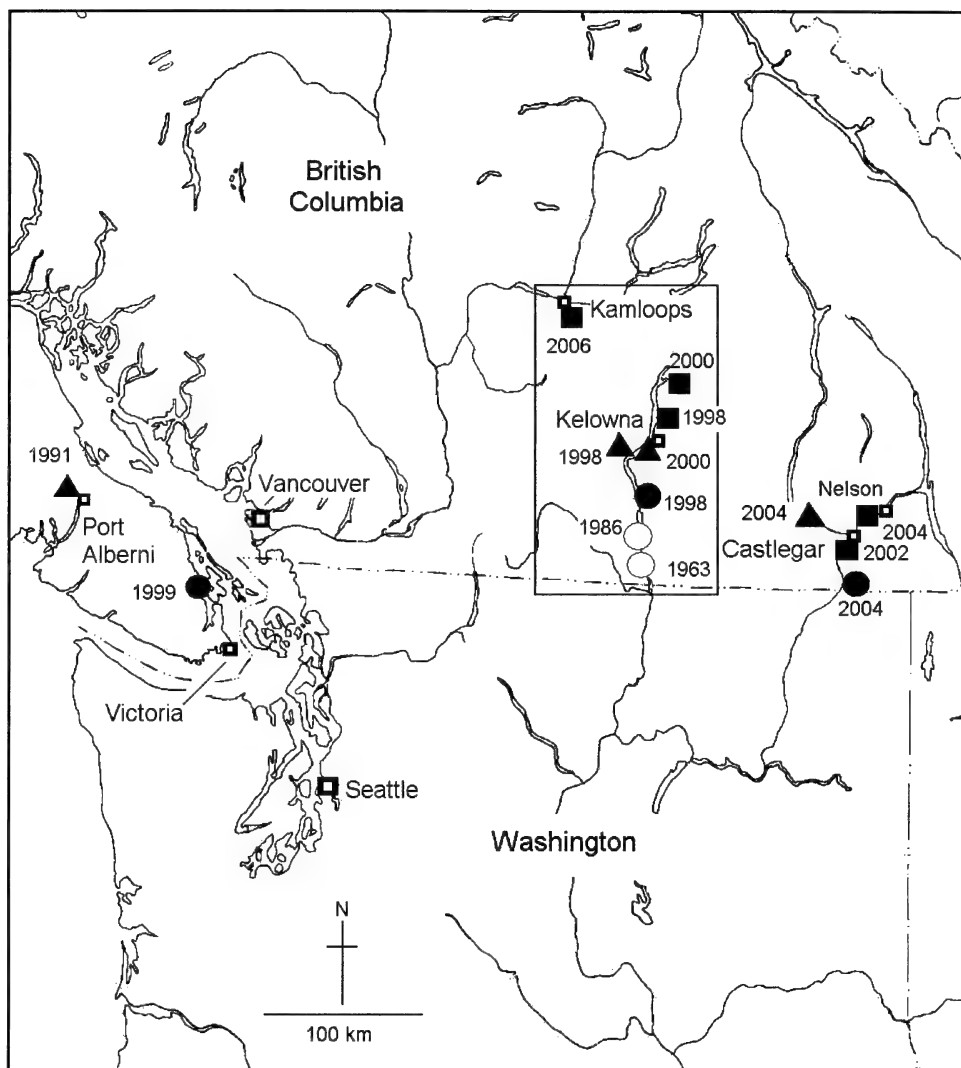 British
Columbia
Kamloops
2006
2000
Kelowna
1998
1998
2000
1991
Vancouver
Port
Alberni
1998
1986
1963
1999
Nelson
2004
2004
Castlegar
2002
2004
Victoria
Seattle
Washington
N
100 km